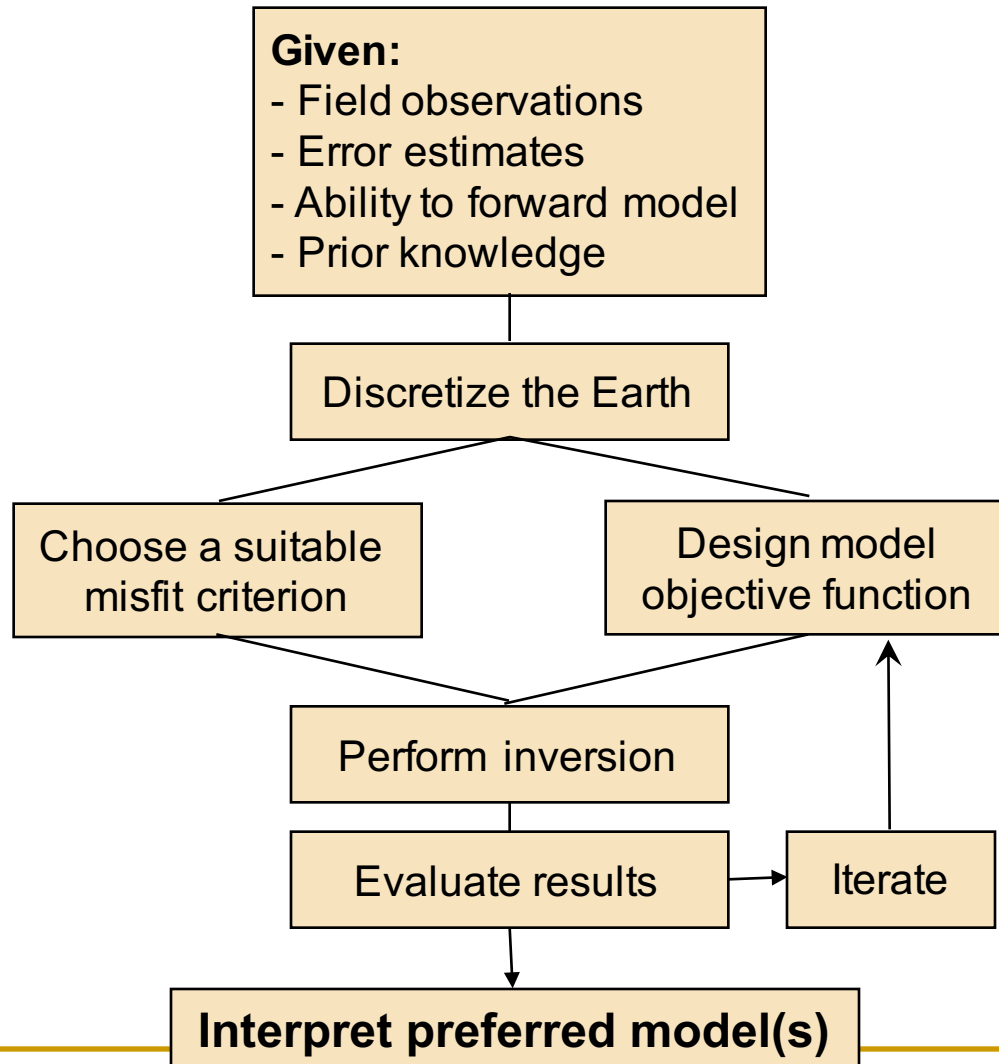 Given:
- Field observations
- Error estimates
- Ability to forward model
- Prior knowledge
Discretize the Earth
Choose a suitable
misfit criterion
Design model
objective function
Perform inversion
Evaluate results
Iterate
Interpret preferred model(s)